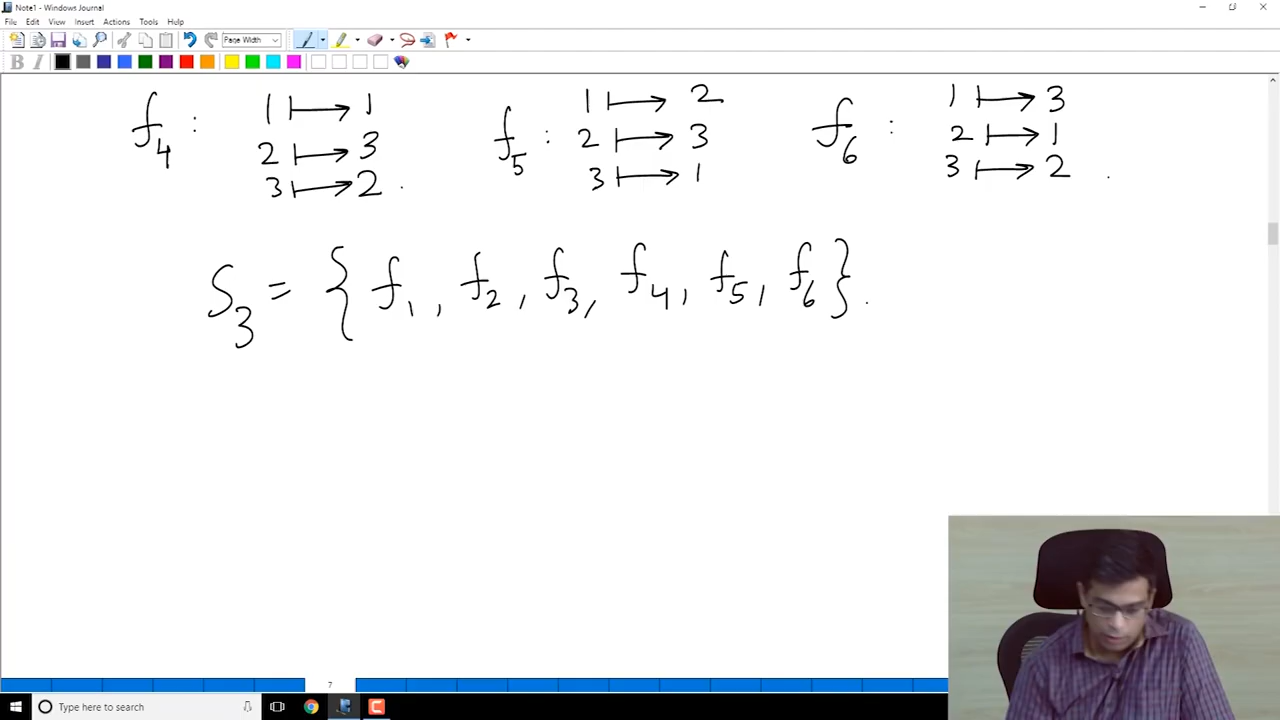 Note1 - Windows Journal
File Edit View Insert Actions Tools Help
Page Width
B I
f4 : 1 ↦ 1 f5 : 1 ↦ 2 f6 : 1 ↦ 3
2 ↦ 3 2 ↦ 3 2 ↦ 1
3 ↦ 2 . 3 ↦ 1 3 ↦ 2 .
S3 = { f1 , f2 , f3 , f4 , f5 , f6 } .
7
Type here to search